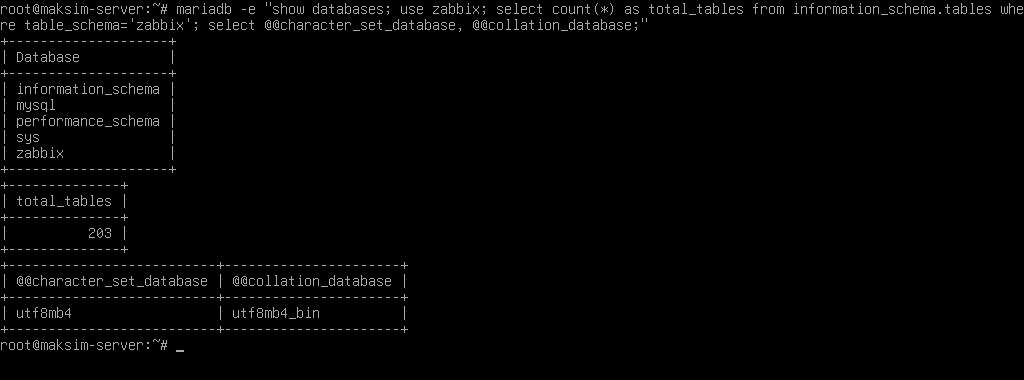 root@maksim-server:~# mariadb -e "show databases; use zabbix; select count(*) as total_tables from information_schema.tables whe
re table_schema='zabbix'; select @@character_set_database, @@collation_database;"
+--------------------+
| Database           |
+--------------------+
| information_schema |
| mysql              |
| performance_schema |
| sys                |
| zabbix             |
+--------------------+
+--------------+
| total_tables |
+--------------+
|          203 |
+--------------+
+--------------------------+----------------------+
| @@character_set_database | @@collation_database |
+--------------------------+----------------------+
| utf8mb4                  | utf8mb4_bin          |
+--------------------------+----------------------+
root@maksim-server:~# _